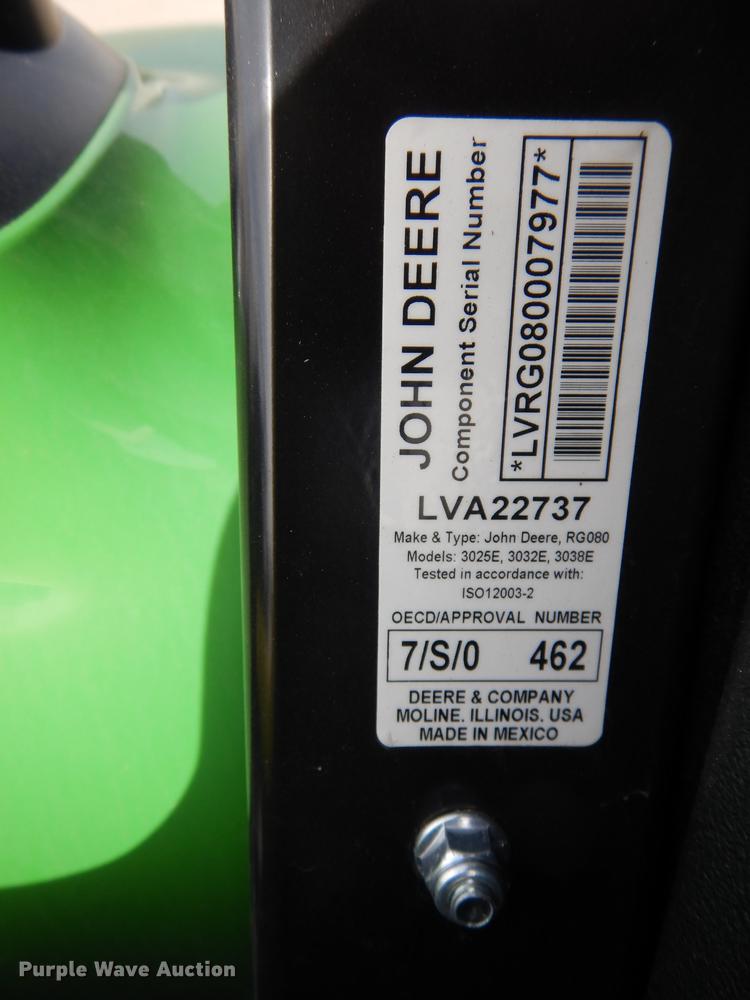 JOHN DEERE
Component Serial Number
*LVRG080007977*
LVA22737
Make & Type: John Deere, RG080
Models: 3025E, 3032E, 3038E
Tested in accordance with:
ISO12003-2
OECD/APPROVAL NUMBER
7/S/0 462
DEERE & COMPANY
MOLINE, ILLINOIS, USA
MADE IN MEXICO
Purple Wave Auction